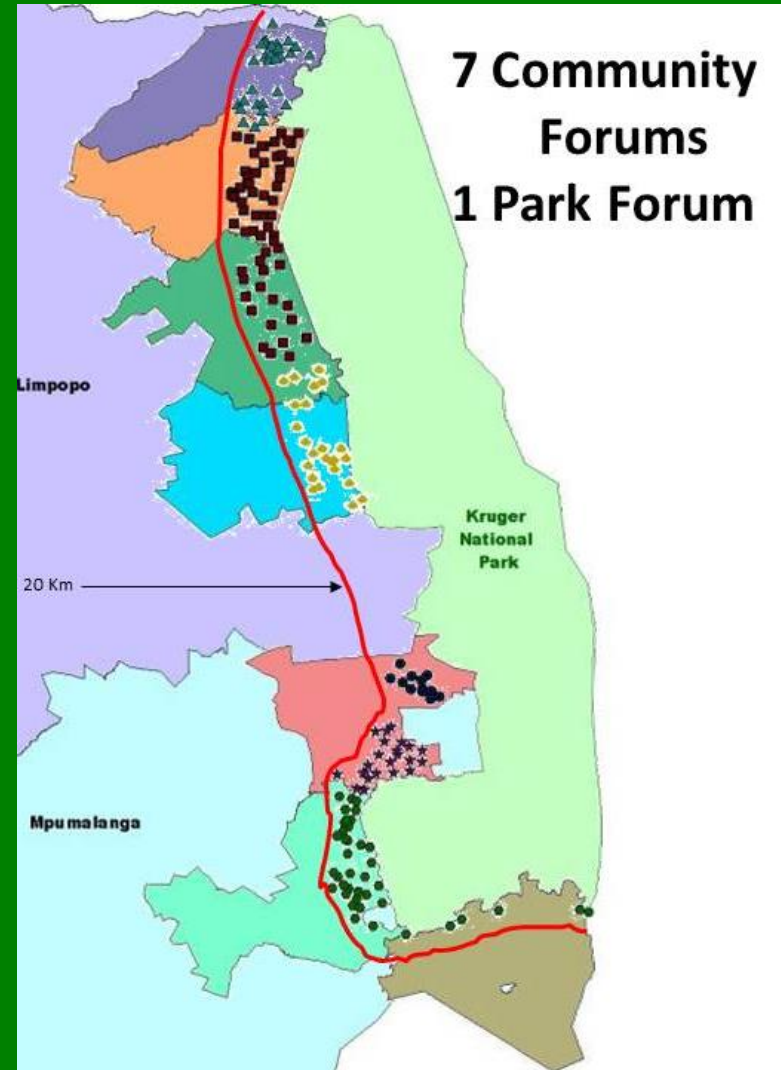 7 Community
Forums
1 Park Forum
Limpopo
Kruger
National
Park
20 Km
Mpumalanga